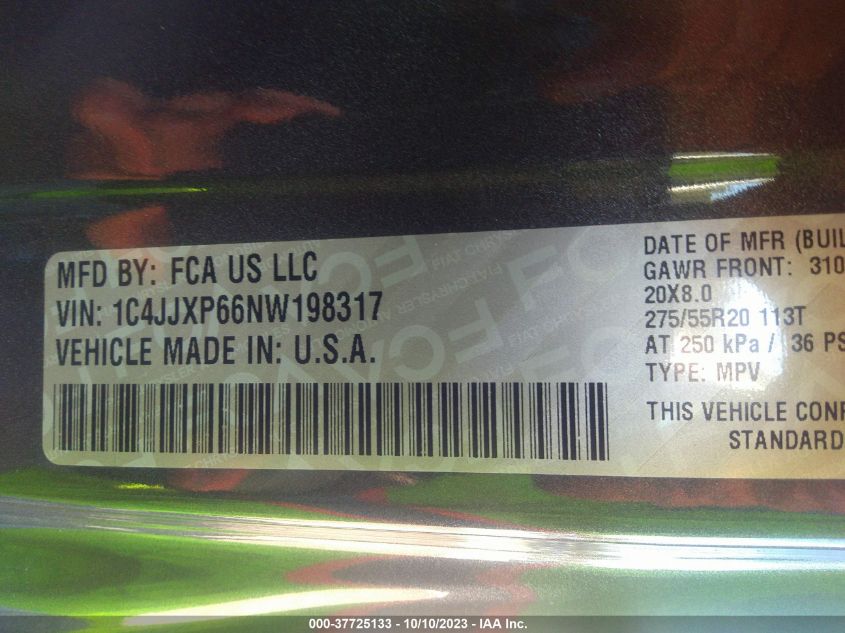 MFD BY: FCA US LLC
VIN: 1C4JJXP66NW198317
VEHICLE MADE IN: U.S.A.
DATE OF MFR (BUIL
GAWR FRONT: 310
20X8.0
275/55R20 113T
AT 250 kPa / 36 PS
TYPE: MPV
THIS VEHICLE CONF
STANDARD
000-37725133 - 10/10/2023 - IAA Inc.